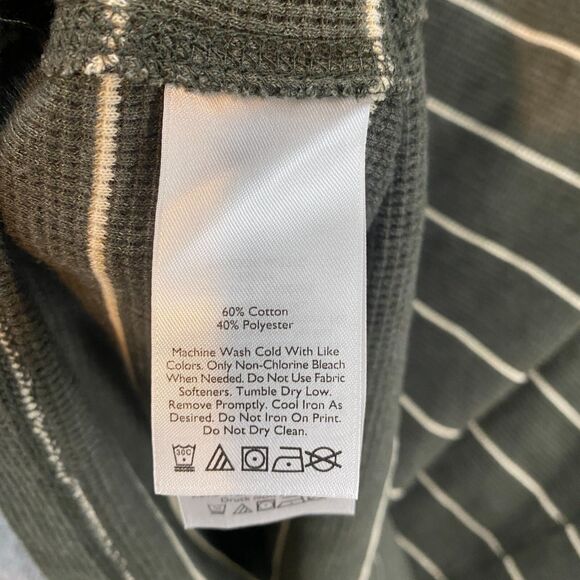 60% Cotton
40% Polyester
Machine Wash Cold With Like
Colors. Only Non-Chlorine Bleach
When Needed. Do Not Use Fabric
Softeners. Tumble Dry Low.
Remove Promptly. Cool Iron As
Desired. Do Not Iron On Print.
Do Not Dry Clean.
30C
Druck